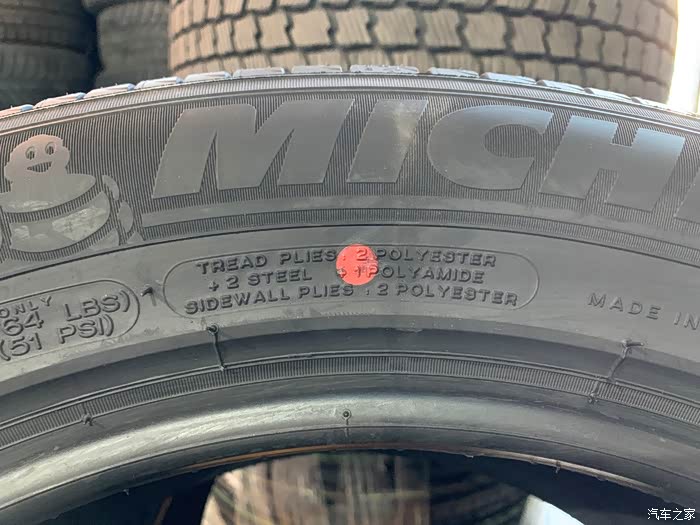 MICH
TREAD PLIES : 2 POLYESTER
+ 2 STEEL + 1 POLYAMIDE
SIDEWALL PLIES : 2 POLYESTER
ONLY
64 LBS)
(51 PSI)
MADE IN
汽车之家